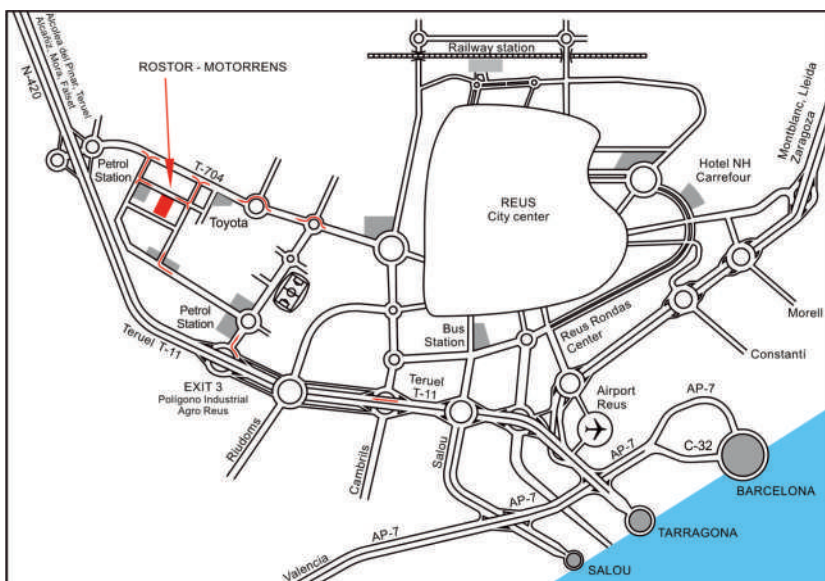 Alcolea del Pinar, Teruel
Alcañiz, Mora, Falset
N-420
ROSTOR - MOTORRENS
Railway station
Montblanc, Lleida
Zaragoza
Petrol
Station
T-704
Toyota
Hotel NH
Carrefour
REUS
City center
Petrol
Station
Teruel T-11
Bus
Station
Reus Rondas
Center
Morell
Constantí
EXIT 3
Polígono Industrial
Agro Reus
Teruel
T-11
Airport
Reus
AP-7
C-32
Riudoms
Cambrils
Salou
AP-7
BARCELONA
AP-7
TARRAGONA
AP-7
Valencia
SALOU